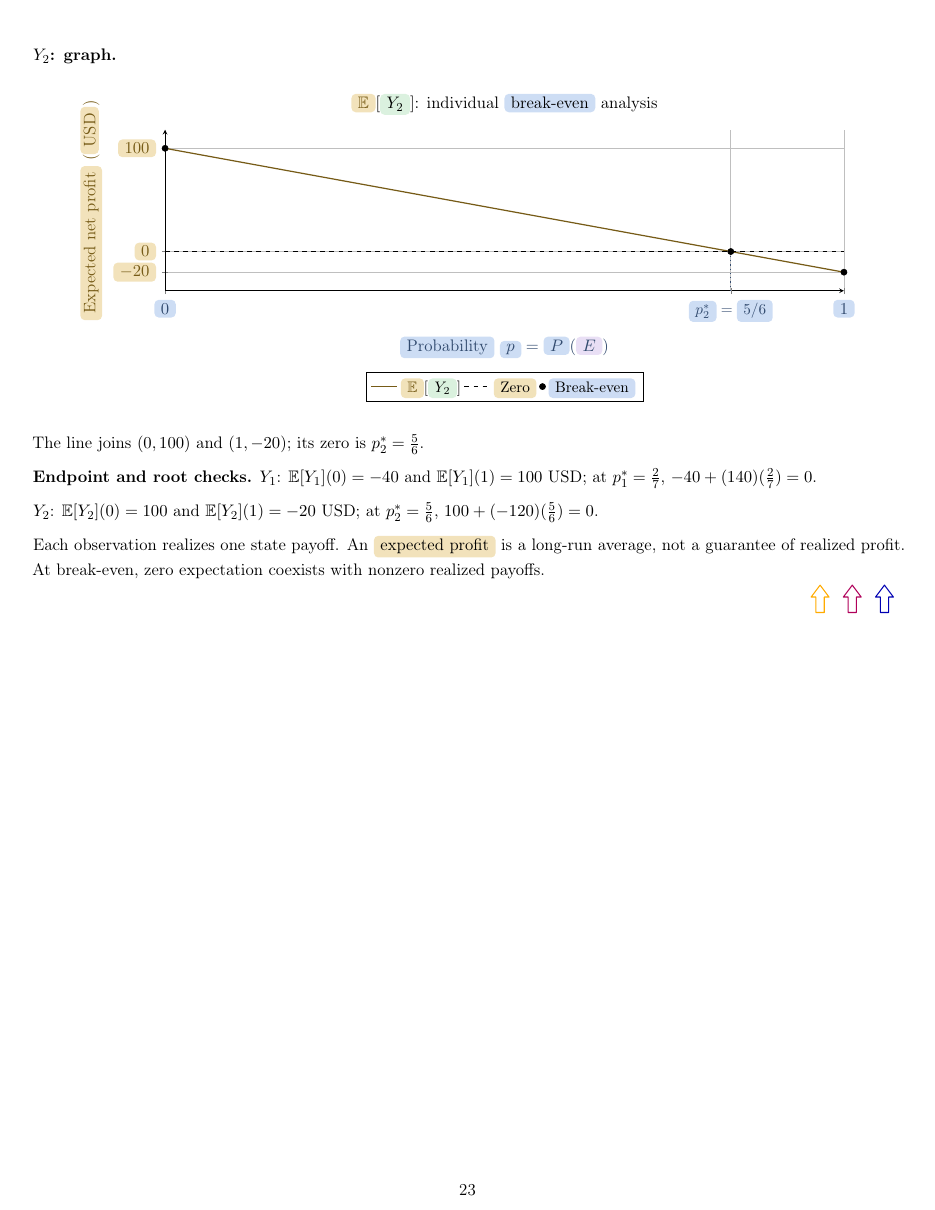 Y₂: graph.
𝔼[Y₂]: individual break-even analysis
Expected net profit (USD)
100
0
−20
0
p₂* = 5/6
1
Probability p = P(E)
𝔼[Y₂] Zero Break-even
The line joins (0, 100) and (1, −20); its zero is p₂* = 5/6.
Endpoint and root checks. Y₁: 𝔼[Y₁](0) = −40 and 𝔼[Y₁](1) = 100 USD; at p₁* = 2/7, −40 + (140)(2/7) = 0.
Y₂: 𝔼[Y₂](0) = 100 and 𝔼[Y₂](1) = −20 USD; at p₂* = 5/6, 100 + (−120)(5/6) = 0.
Each observation realizes one state payoff. An expected profit is a long-run average, not a guarantee of realized profit.
At break-even, zero expectation coexists with nonzero realized payoffs.
23